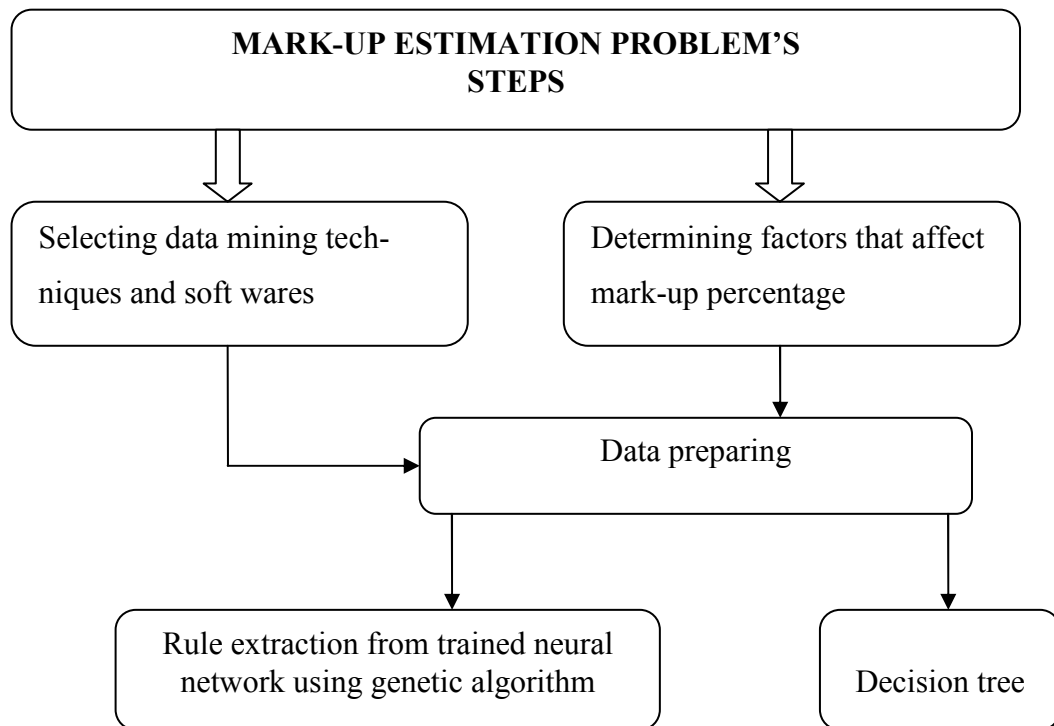 MARK-UP ESTIMATION PROBLEM’S
STEPS
Selecting data mining tech-
niques and soft wares
Determining factors that affect
mark-up percentage
Data preparing
Rule extraction from trained neural
network using genetic algorithm
Decision tree